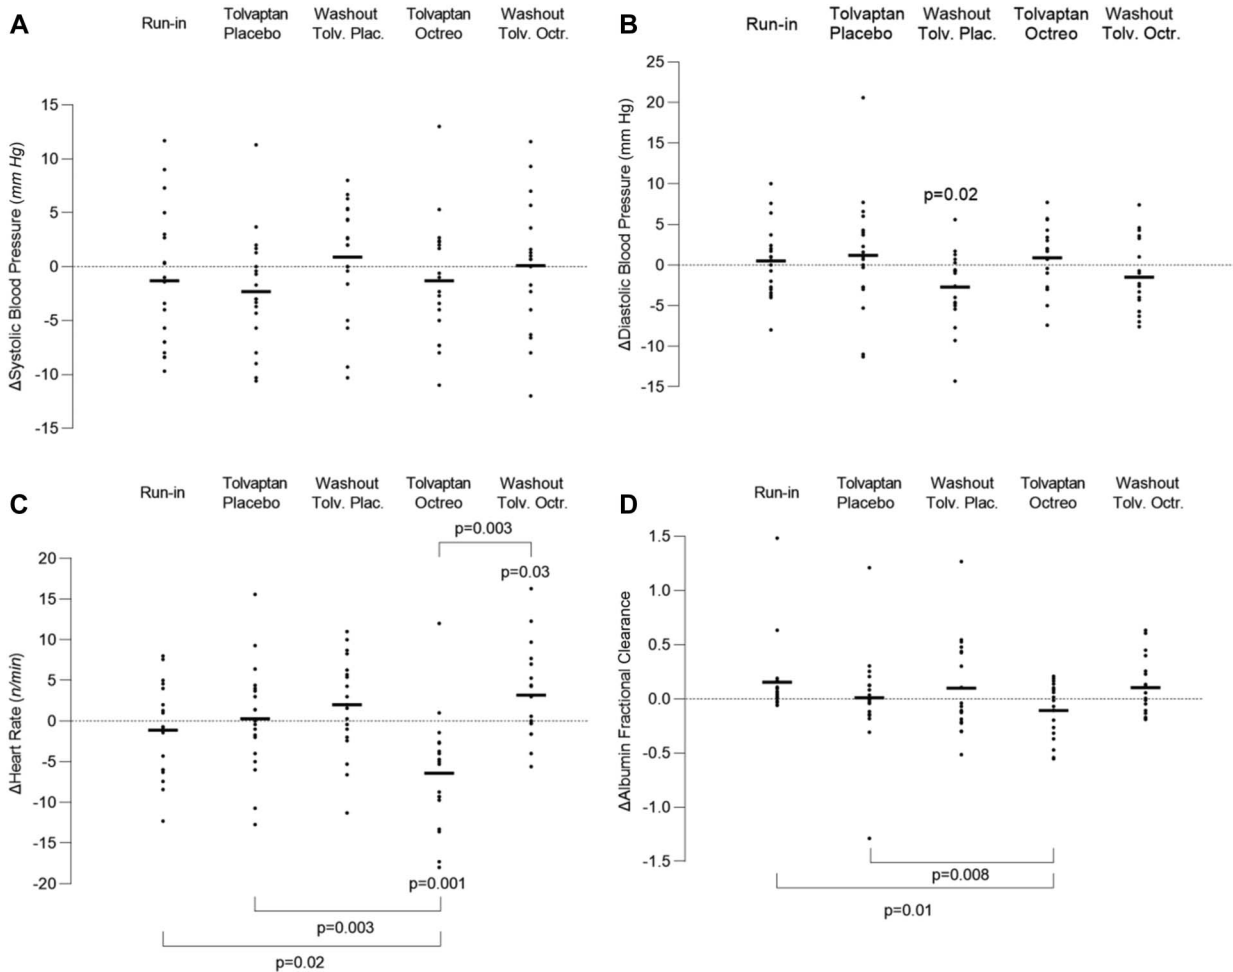 A
Run-in
Tolvaptan
Placebo
Washout
Tolv. Plac.
Tolvaptan
Octreo
Washout
Tolv. Octr.
ΔSystolic Blood Pressure (mm Hg)
15
10
5
0
-5
-10
-15
B
Run-in
Tolvaptan
Placebo
Washout
Tolv. Plac.
Tolvaptan
Octreo
Washout
Tolv. Octr.
ΔDiastolic Blood Pressure (mm Hg)
25
20
15
10
5
0
-5
-10
-15
p=0.02
C
Run-in
Tolvaptan
Placebo
Washout
Tolv. Plac.
Tolvaptan
Octreo
Washout
Tolv. Octr.
p=0.003
p=0.03
ΔHeart Rate (n/min)
20
15
10
5
0
-5
-10
-15
-20
p=0.001
p=0.003
p=0.02
D
Run-in
Tolvaptan
Placebo
Washout
Tolv. Plac.
Tolvaptan
Octreo
Washout
Tolv. Octr.
ΔAlbumin Fractional Clearance
1.5
1.0
0.5
0.0
-0.5
-1.0
-1.5
p=0.008
p=0.01